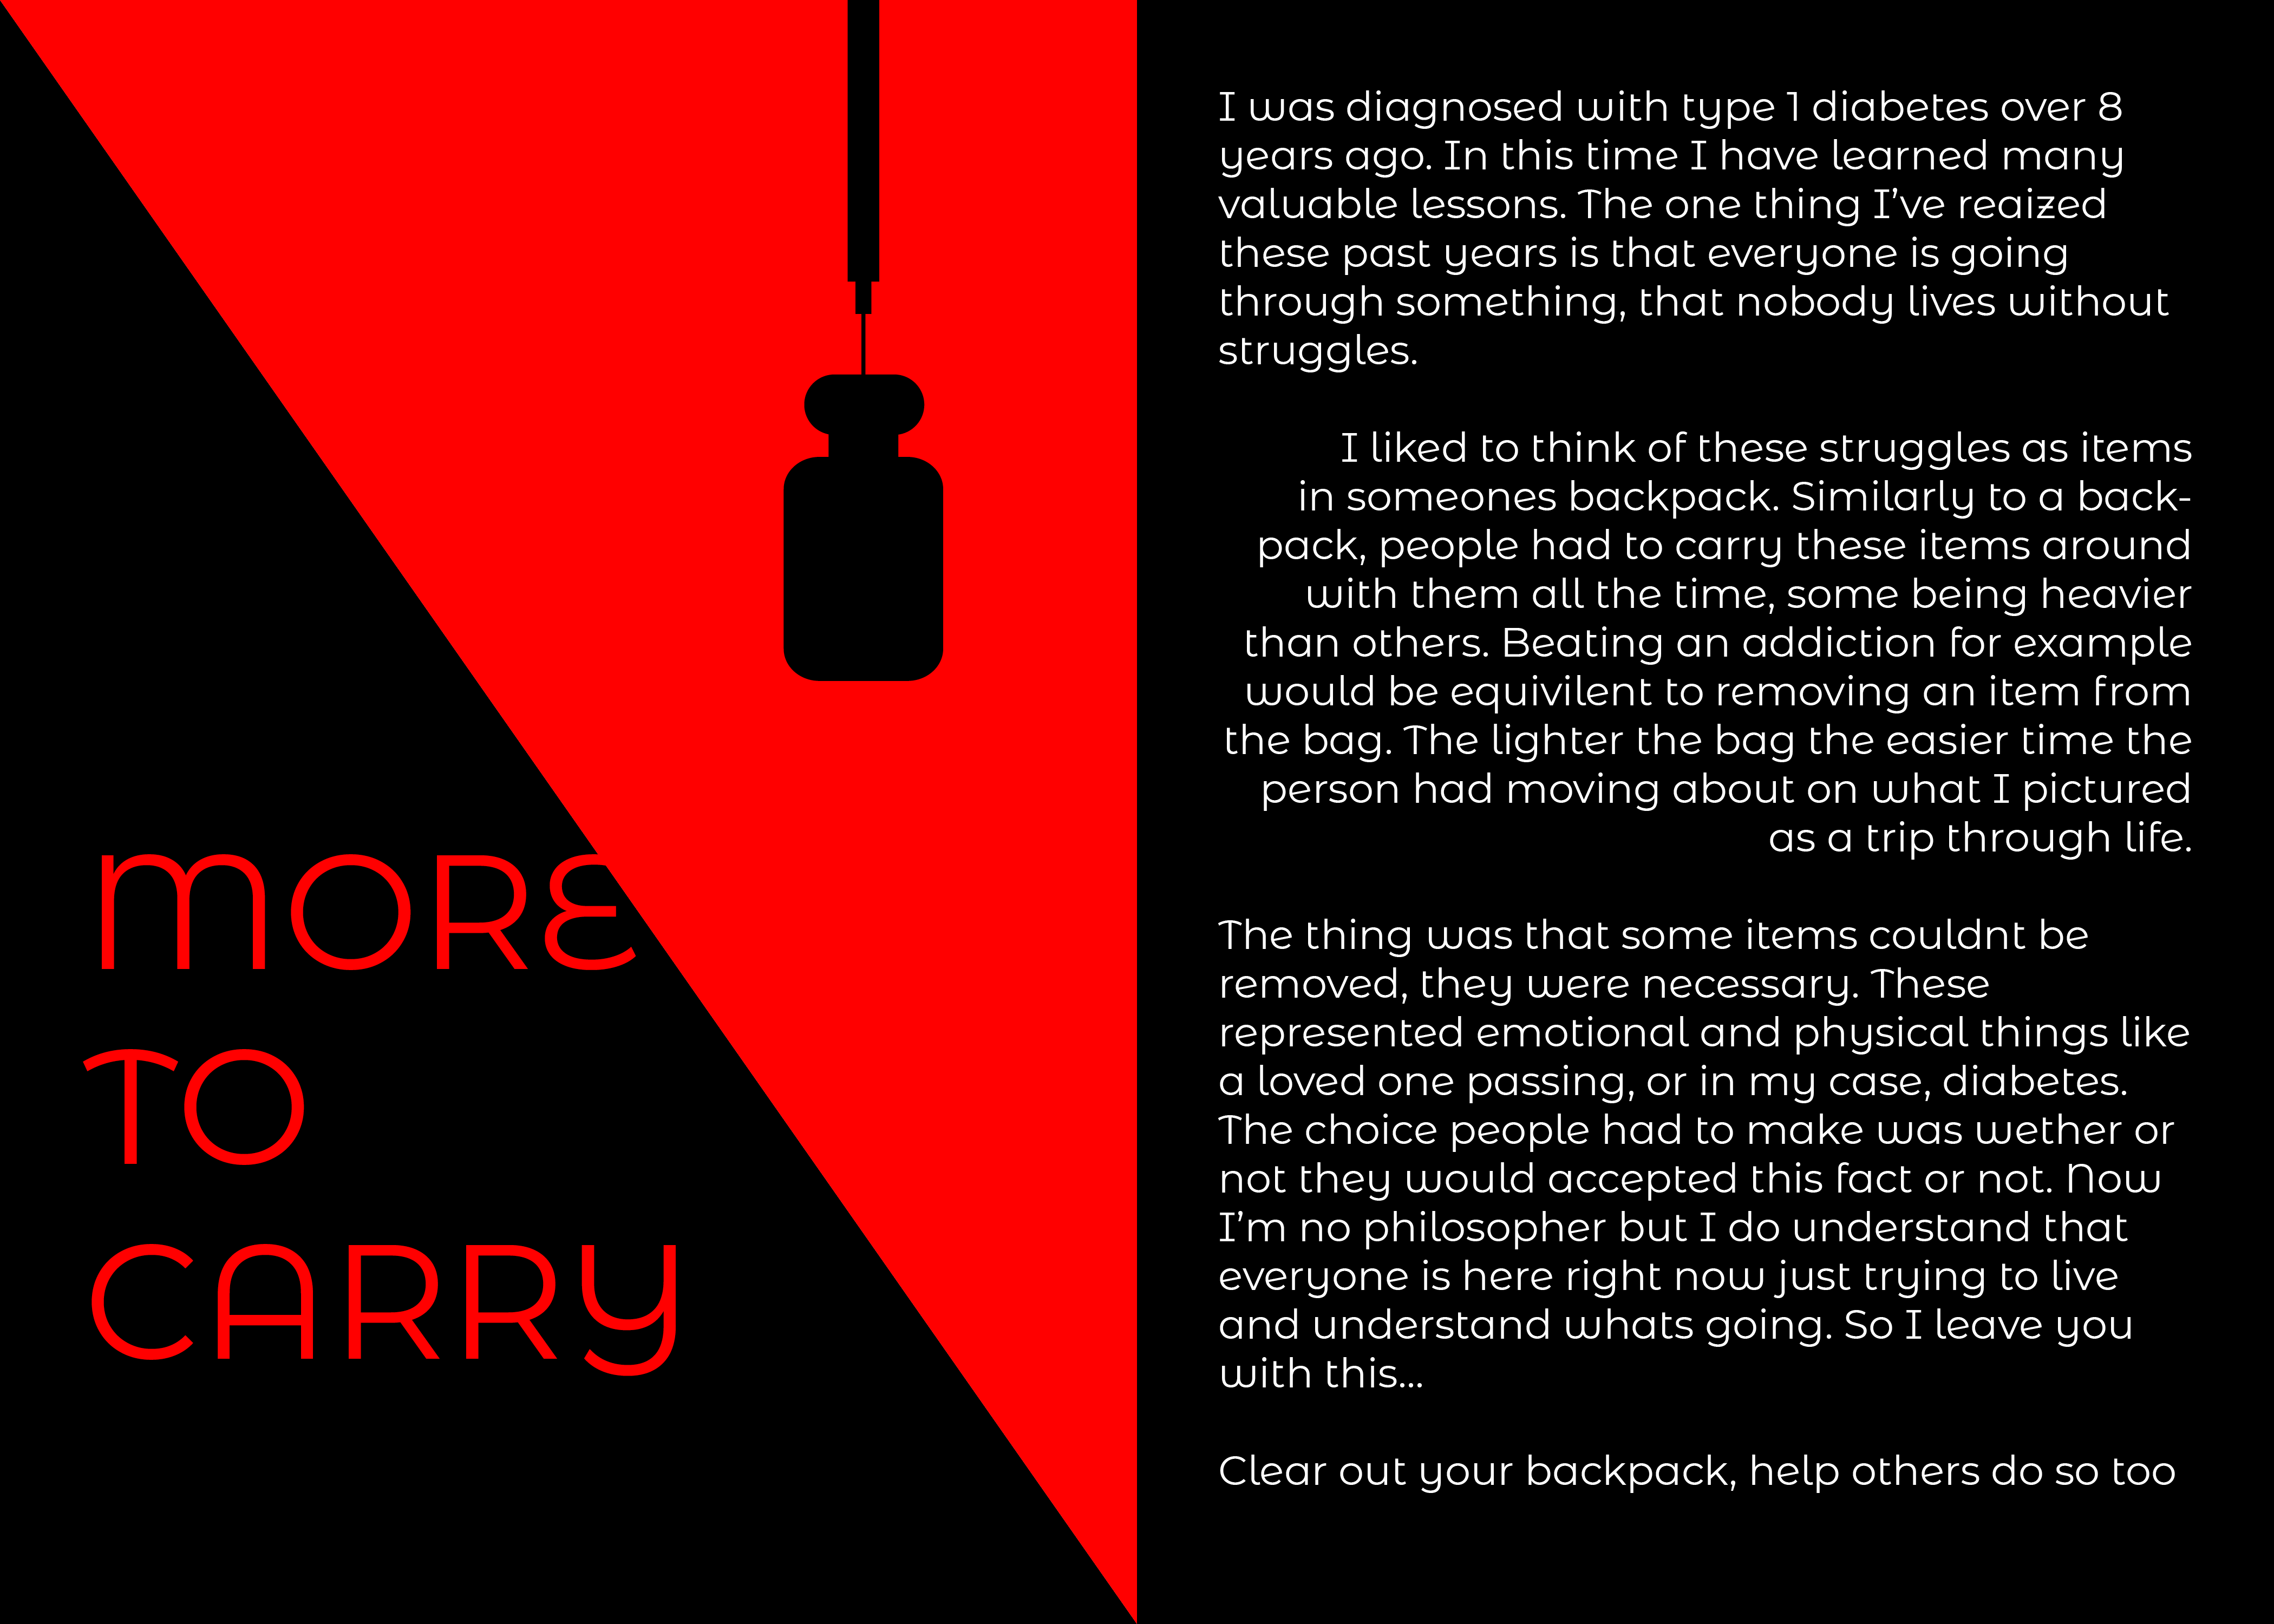 MORE
TO
CARRY
I was diagnosed with type 1 diabetes over 8
years ago. In this time I have learned many
valuable lessons. The one thing I've reaized
these past years is that everyone is going
through something, that nobody lives without
struggles.
I liked to think of these struggles as items
in someones backpack. Similarly to a back-
pack, people had to carry these items around
with them all the time, some being heavier
than others. Beating an addiction for example
would be equivilent to removing an item from
the bag. The lighter the bag the easier time the
person had moving about on what I pictured
as a trip through life.
The thing was that some items couldnt be
removed, they were necessary. These
represented emotional and physical things like
a loved one passing, or in my case, diabetes.
The choice people had to make was wether or
not they would accepted this fact or not. Now
I'm no philosopher but I do understand that
everyone is here right now just trying to live
and understand whats going. So I leave you
with this...
Clear out your backpack, help others do so too